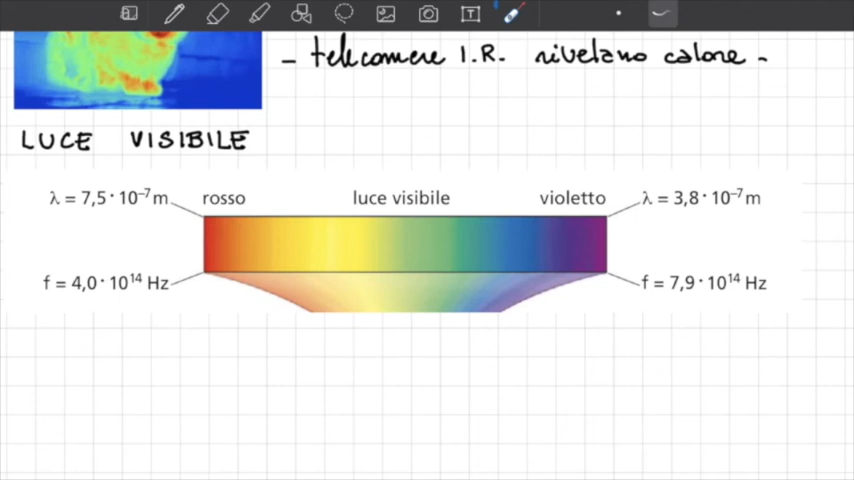 - telecamere I.R. rivelano calore -
LUCE VISIBILE
λ = 7,5 · 10⁻⁷ m rosso luce visibile violetto λ = 3,8 · 10⁻⁷ m
f = 4,0 · 10¹⁴ Hz f = 7,9 · 10¹⁴ Hz